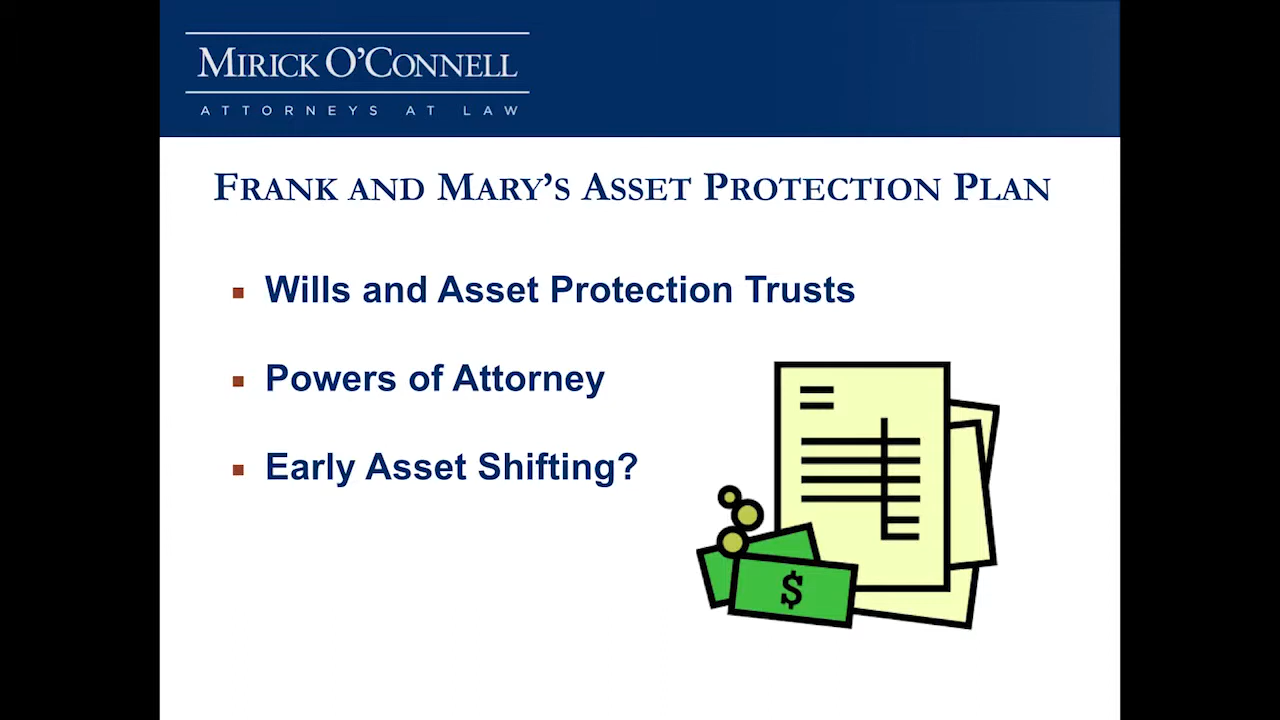 MIRICK O'CONNELL
ATTORNEYS AT LAW
FRANK AND MARY'S ASSET PROTECTION PLAN
▪ Wills and Asset Protection Trusts
▪ Powers of Attorney
▪ Early Asset Shifting?
$